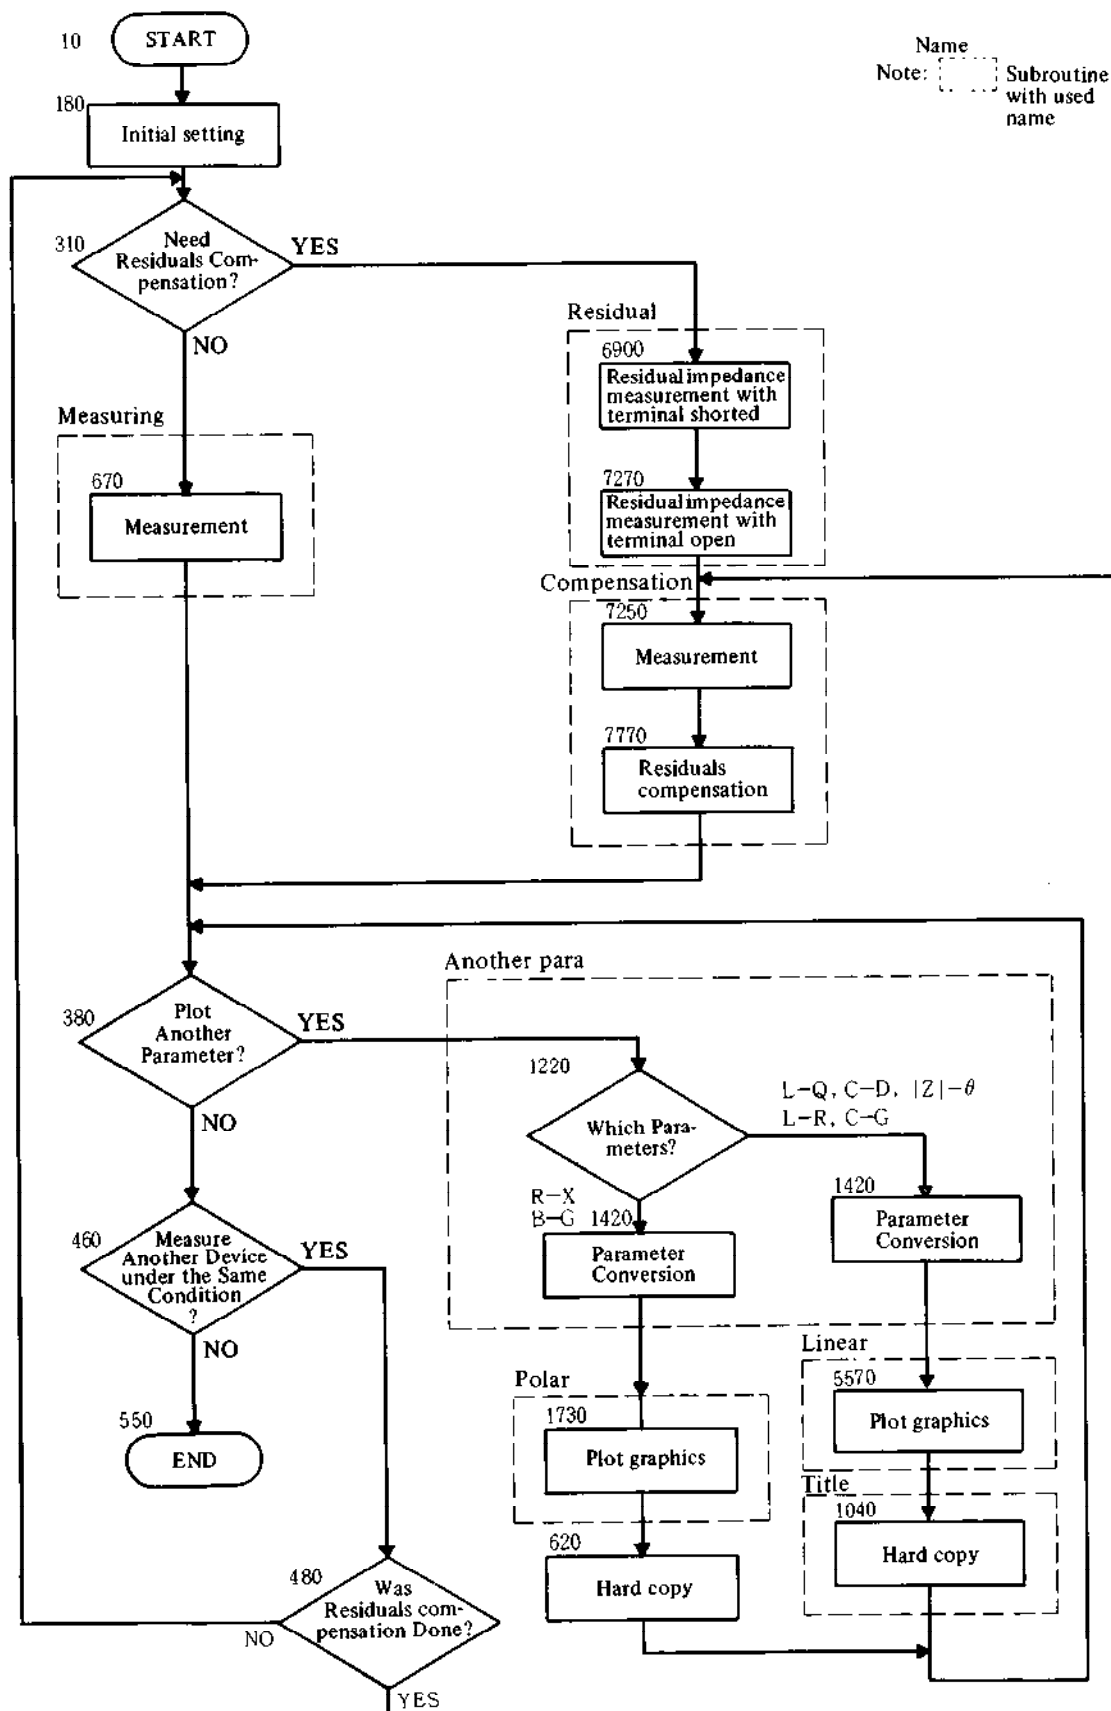 10
START
Name
Note:
Subroutine
with used
name
180
Initial setting
310
Need
Residuals Com-
pensation?
YES
NO
Residual
6900
Residual impedance
measurement with
terminal shorted
7270
Residual impedance
measurement with
terminal open
Measuring
670
Measurement
Compensation
7250
Measurement
7770
Residuals
compensation
380
Plot
Another
Parameter?
YES
NO
Another para
1220
Which Para-
meters?
L-Q, C-D, |Z|-θ
L-R, C-G
R-X
B-G
1420
Parameter
Conversion
1420
Parameter
Conversion
460
Measure
Another Device
under the Same
Condition
?
YES
NO
550
END
Polar
1730
Plot graphics
620
Hard copy
Linear
5570
Plot graphics
Title
1040
Hard copy
480
Was
Residuals com-
pensation Done?
NO
YES